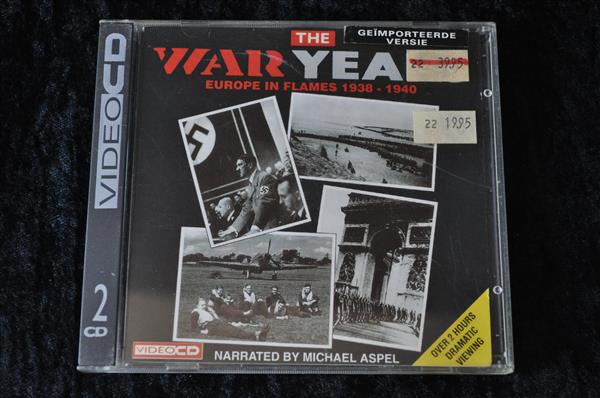 THE
GEÏMPORTEERDE
VERSIE
WAR YEA
22 3995
EUROPE IN FLAMES 1938 - 1940
22 1995
VIDEO CD
2
CD
OVER 2 HOURS
DRAMATIC
VIEWING
VIDEO CD
NARRATED BY MICHAEL ASPEL